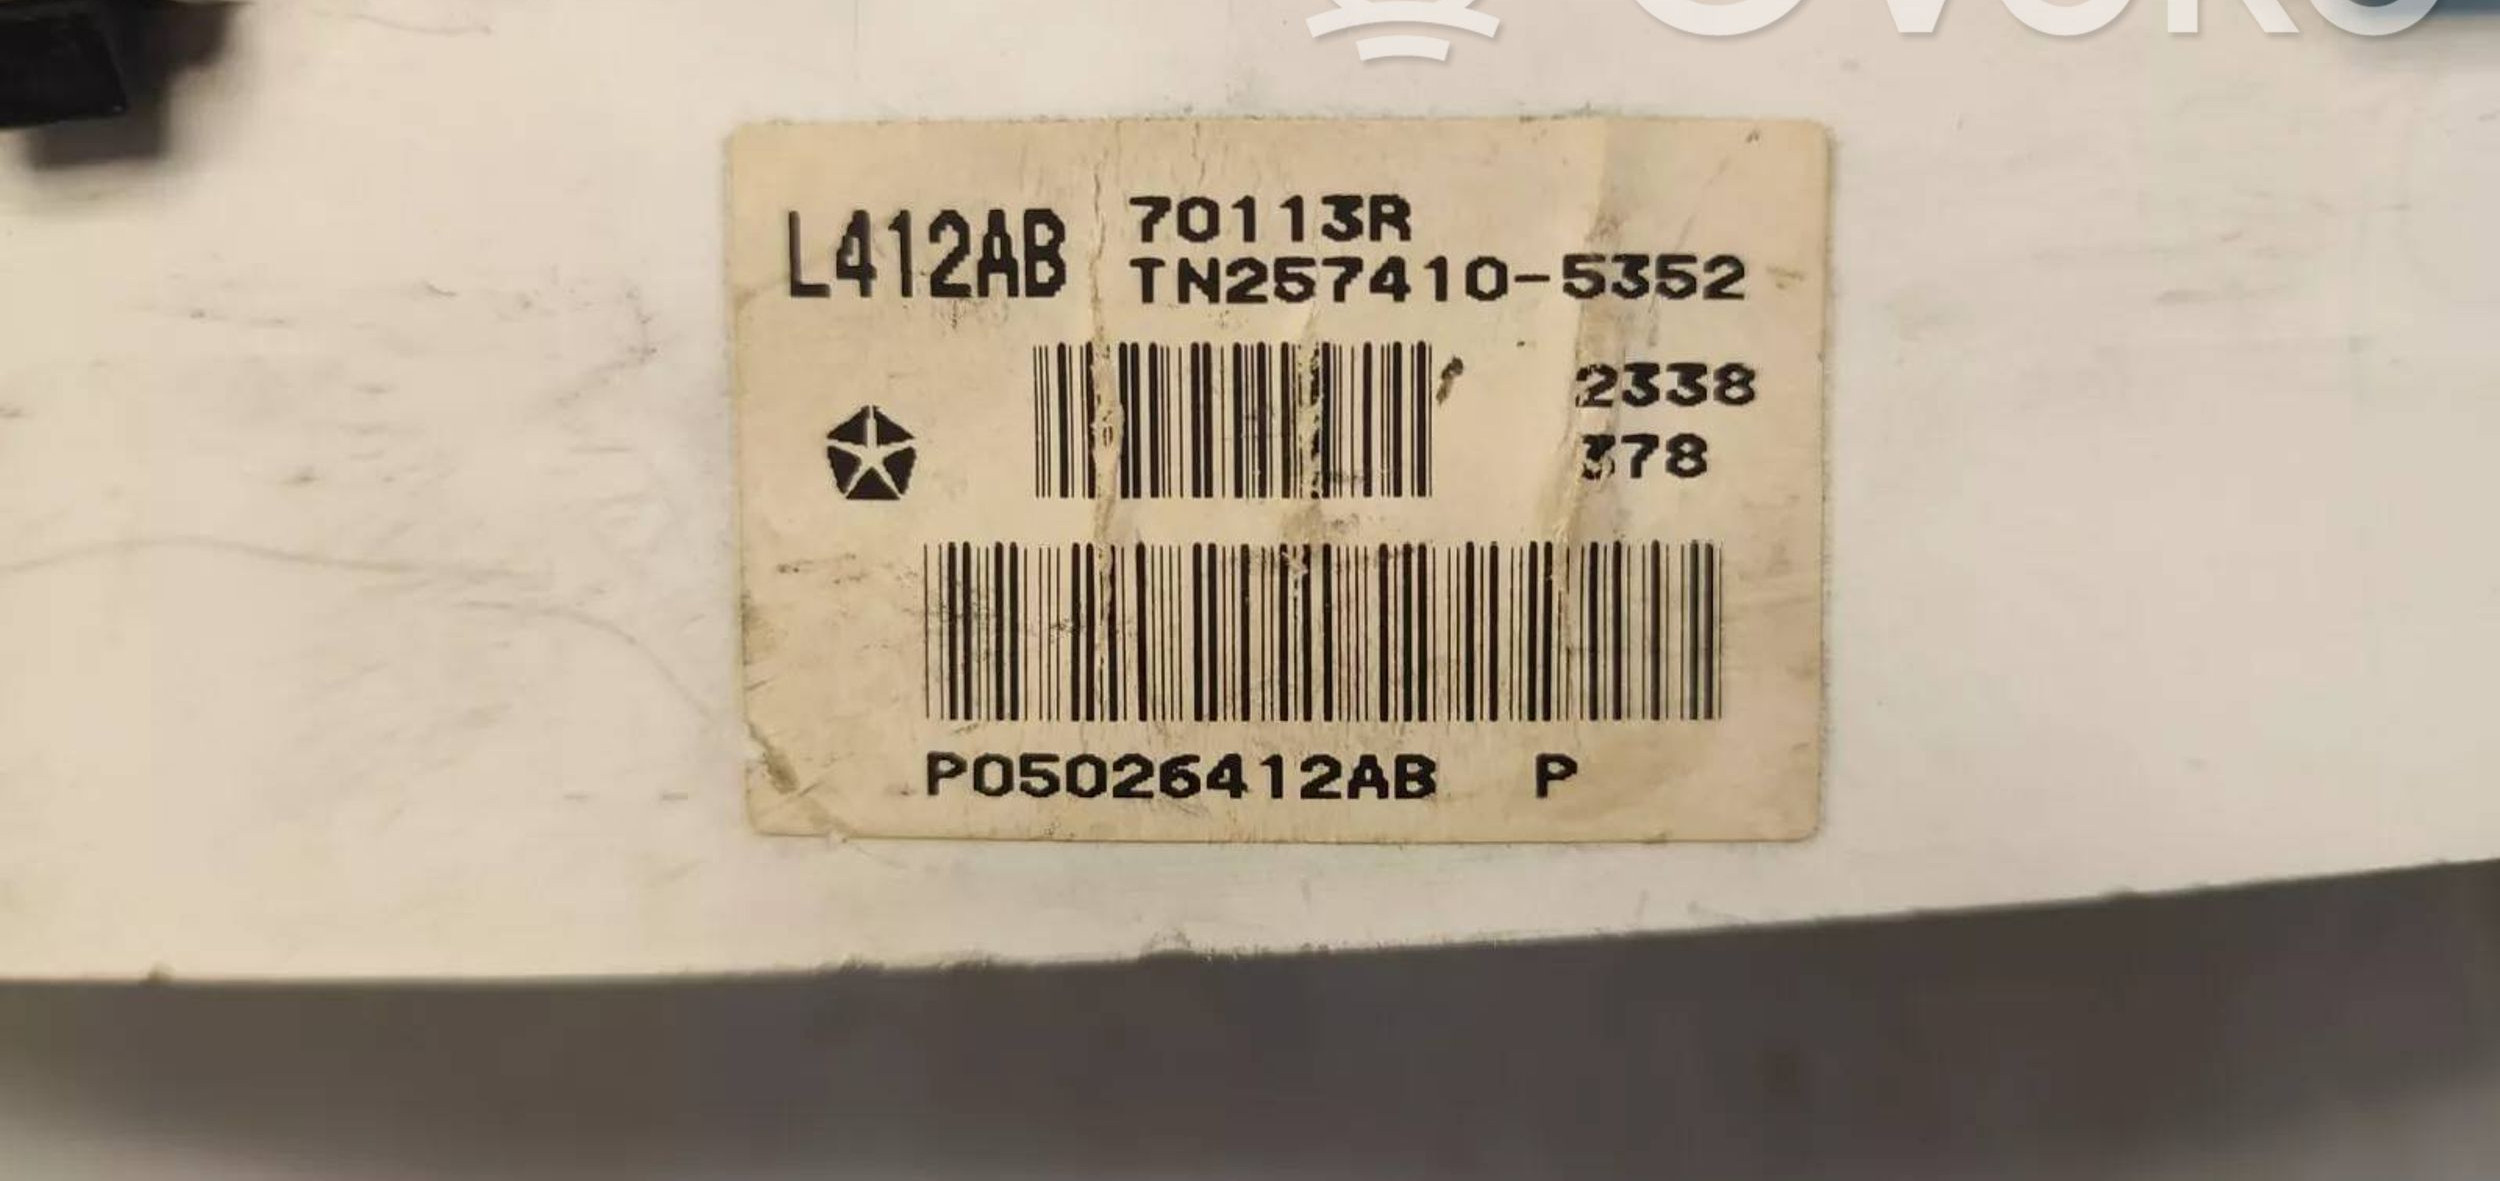 L412AB 70113R
TN257410-5352
2338
378
P05026412AB P